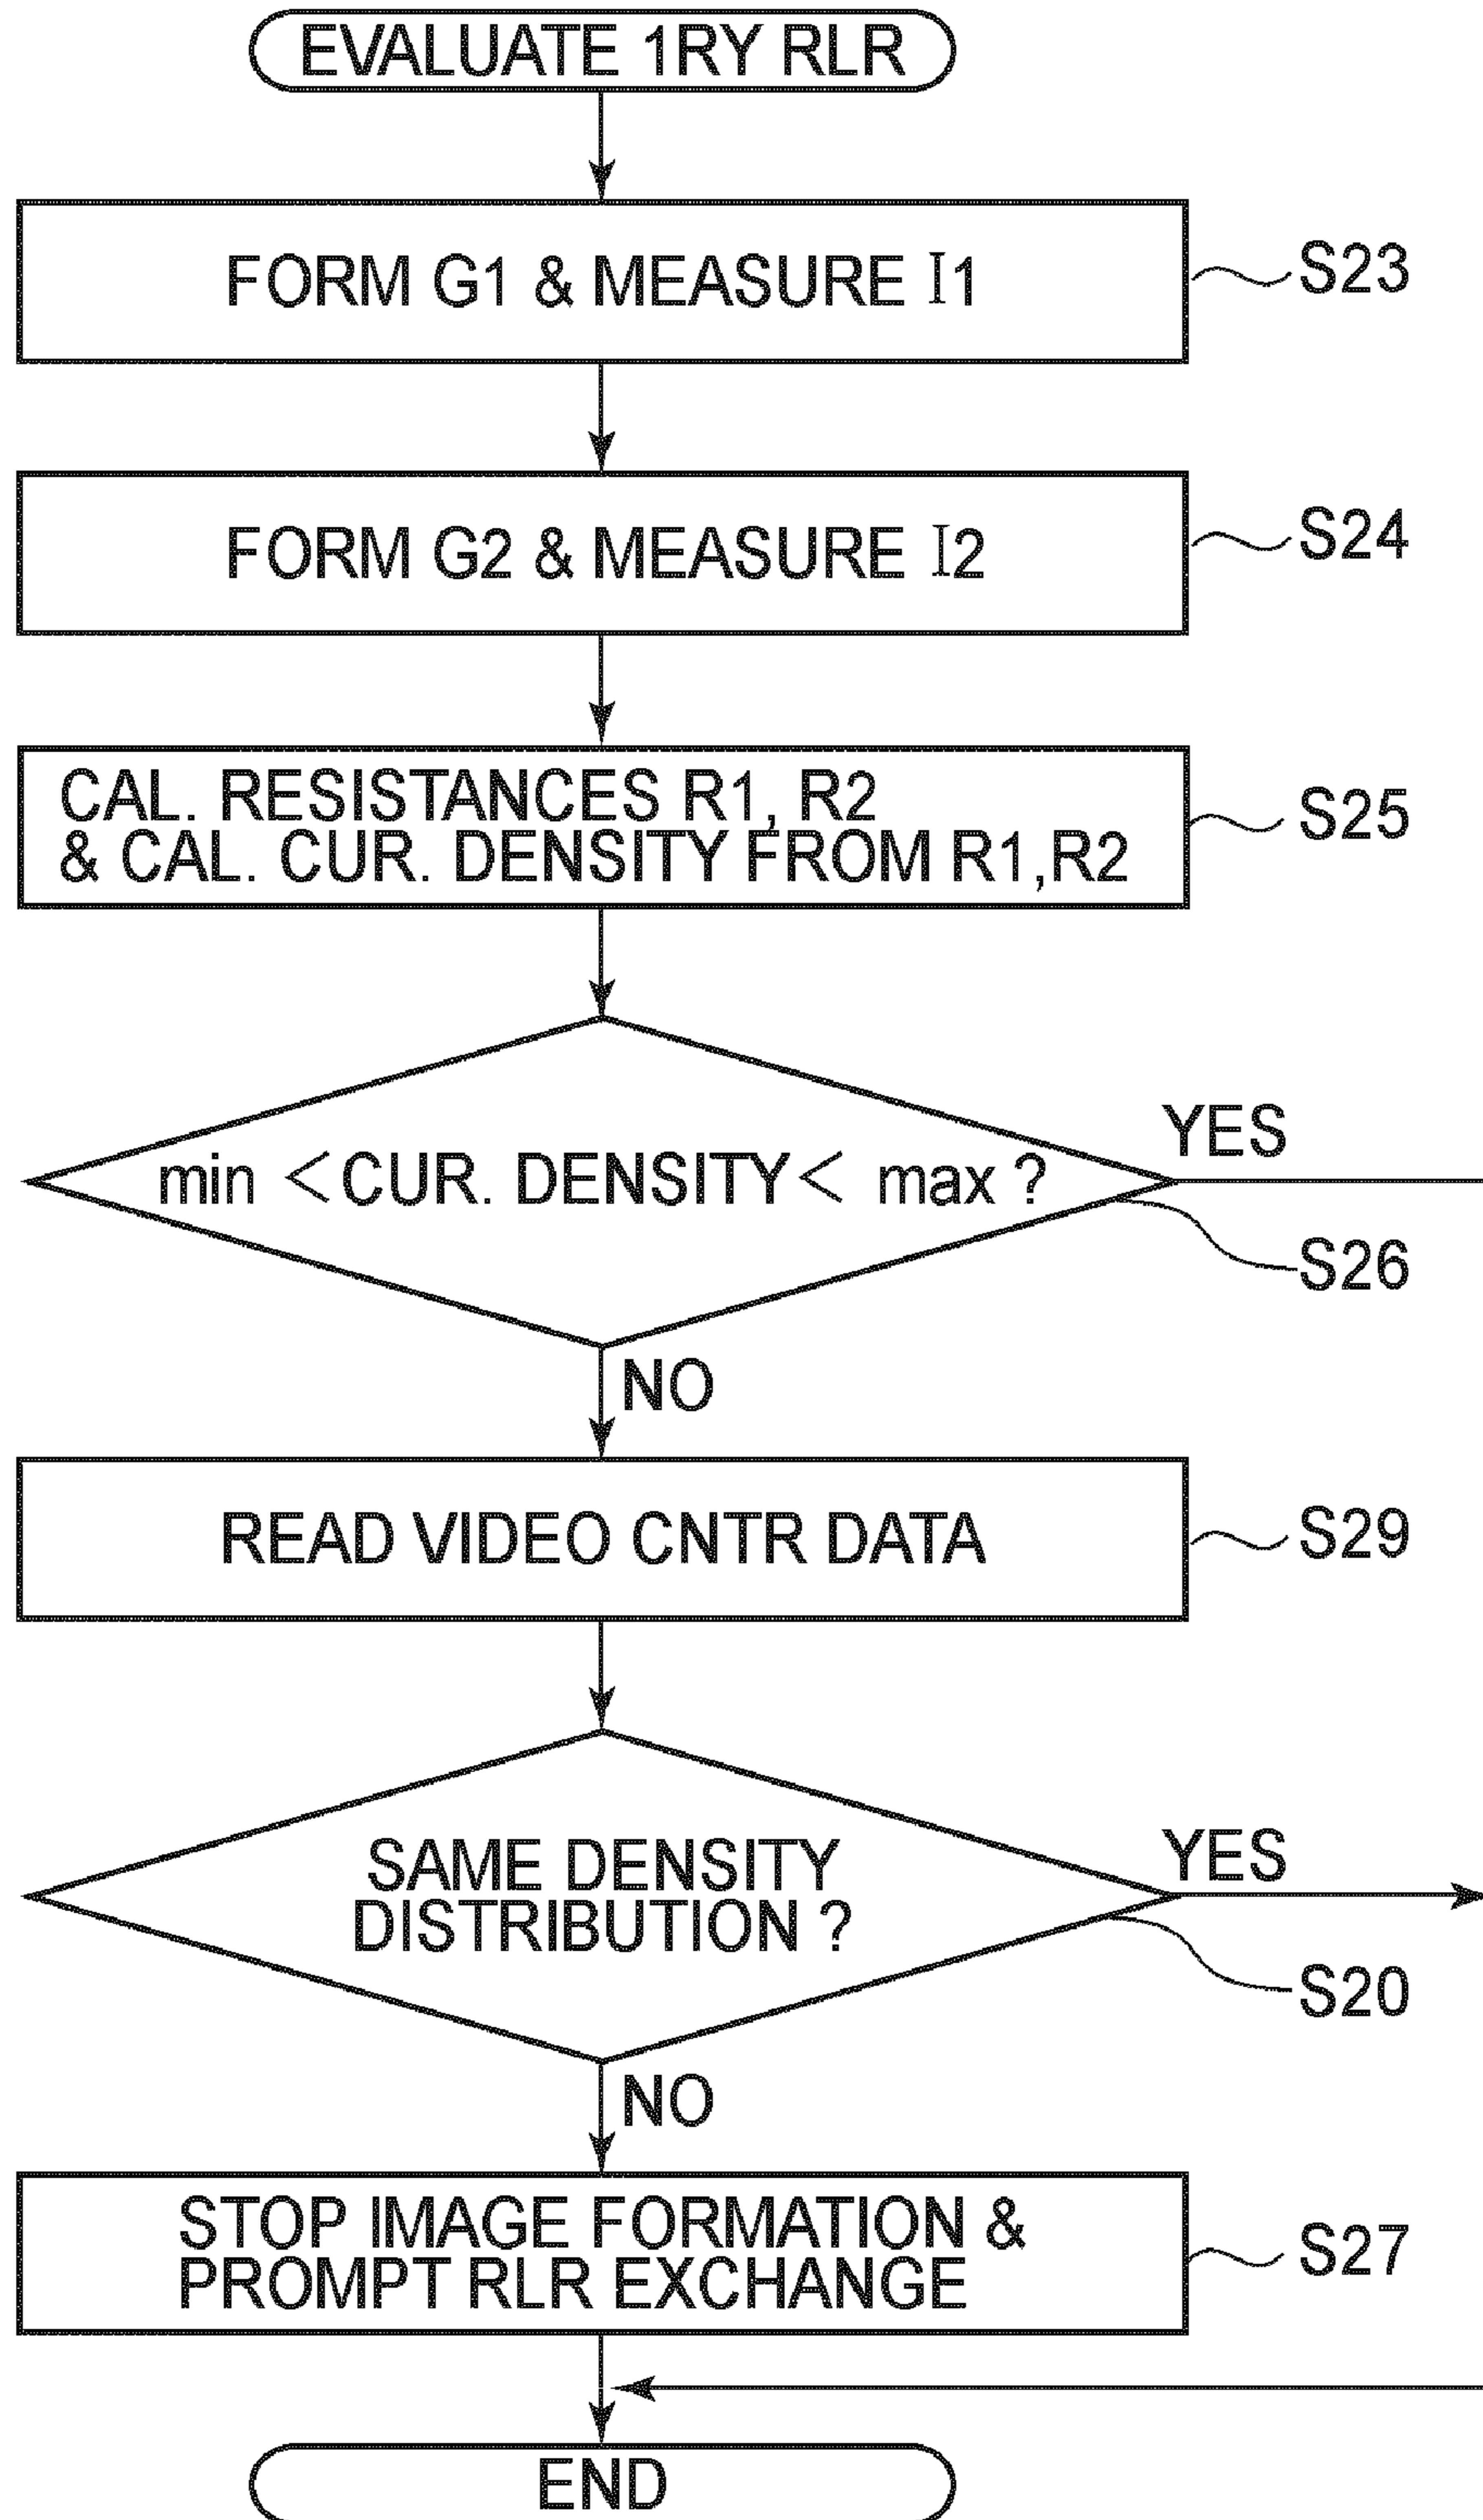 EVALUATE 1RY RLR
FORM G1 & MEASURE I1
S23
FORM G2 & MEASURE I2
S24
CAL. RESISTANCES R1, R2
& CAL. CUR. DENSITY FROM R1,R2
S25
YES
min <CUR. DENSITY< max ?
S26
NO
READ VIDEO CNTR DATA
S29
YES
SAME DENSITY
DISTRIBUTION ?
S20
NO
STOP IMAGE FORMATION &
PROMPT RLR EXCHANGE
S27
END